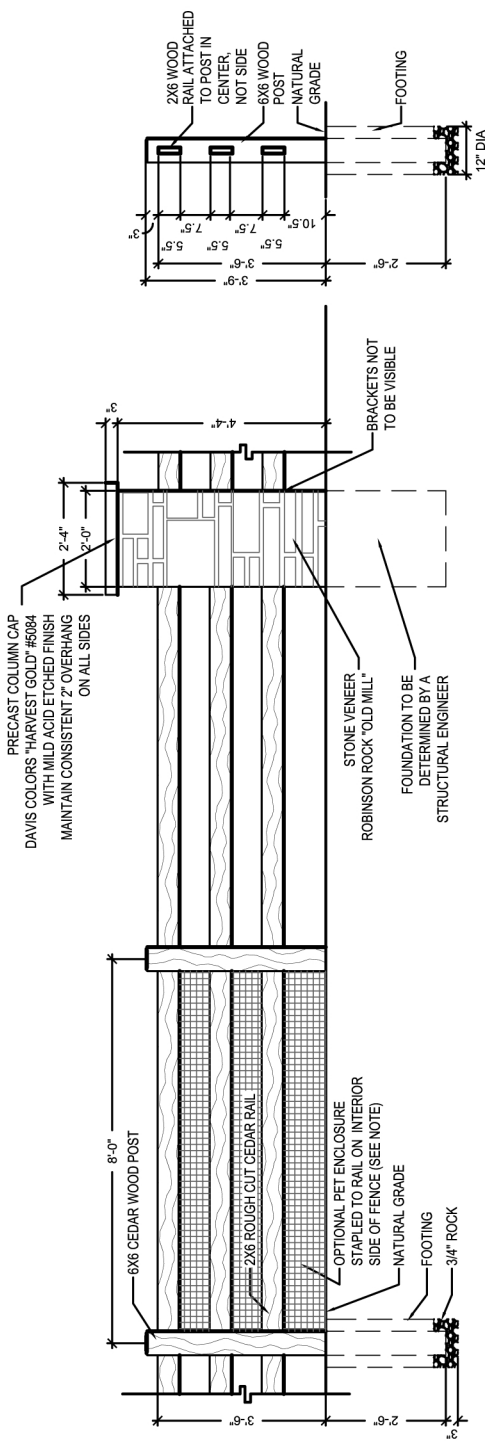 PRECAST COLUMN CAP
DAVIS COLORS "HARVEST GOLD" #5084
WITH MILD ACID ETCHED FINISH
MAINTAIN CONSISTENT 2" OVERHANG
ON ALL SIDES
8'-0"
6X6 CEDAR WOOD POST
2'-4"
2'-0"
3"
4'-4"
3'-6"
2'-6"
3"
2X6 ROUGH CUT CEDAR RAIL
OPTIONAL PET ENCLOSURE
STAPLED TO RAIL ON INTERIOR
SIDE OF FENCE (SEE NOTE)
NATURAL GRADE
FOOTING
3/4" ROCK
STONE VENEER
ROBINSON ROCK "OLD MILL"
FOUNDATION TO BE
DETERMINED BY A
STRUCTURAL ENGINEER
BRACKETS NOT
TO BE VISIBLE
3"
5.5"
7.5"
5.5"
7.5"
5.5"
10.5"
3'-6"
3'-9"
2'-6"
2X6 WOOD
RAIL ATTACHED
TO POST IN
CENTER,
NOT SIDE
6X6 WOOD
POST
NATURAL
GRADE
FOOTING
12" DIA